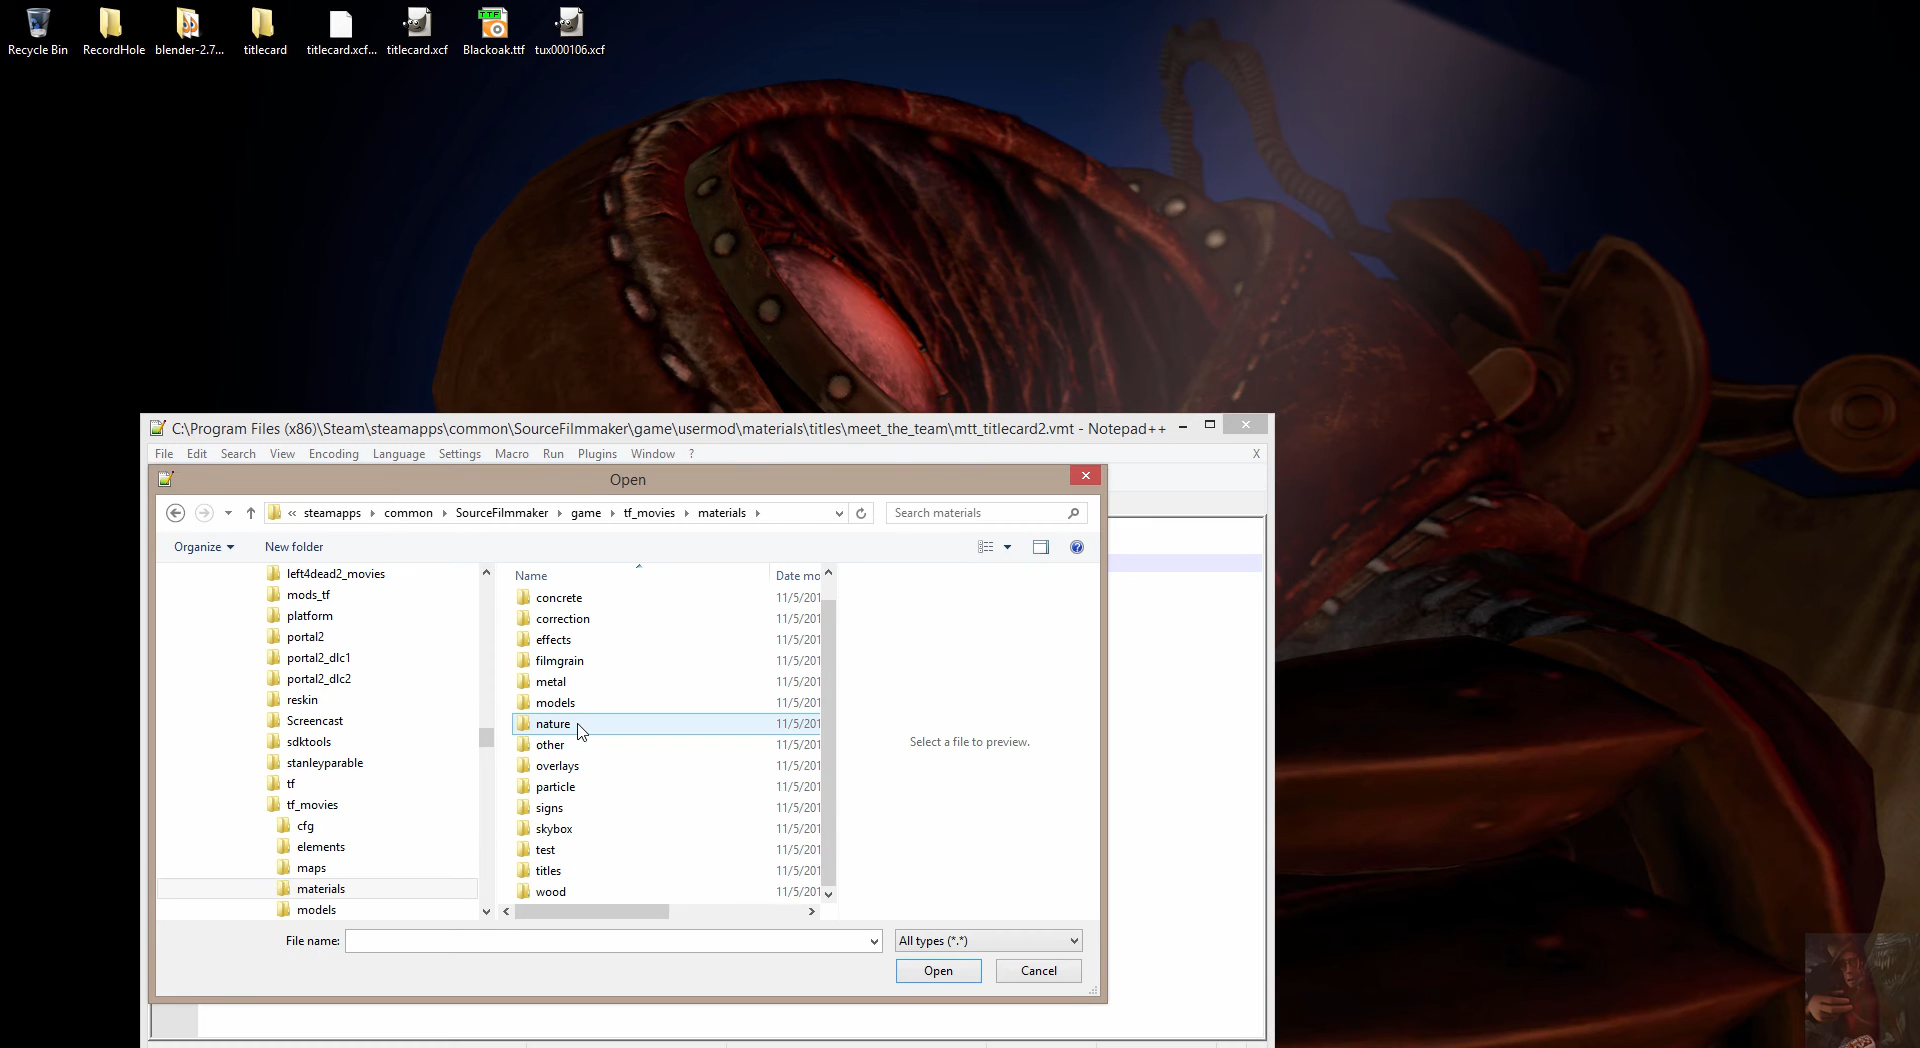 Recycle Bin
RecordHole
blender-2.7...
titlecard
titlecard.xcf...
titlecard.xcf
Blackoak.ttf
tux000106.xcf
TTF
C:\Program Files (x86)\Steam\steamapps\common\SourceFilmmaker\game\usermod\materials\titles\meet_the_team\mtt_titlecard2.vmt - Notepad++
File Edit Search View Encoding Language Settings Macro Run Plugins Window ? X
Open
« steamapps common SourceFilmmaker game tf_movies materials
Search materials
Organize New folder
left4dead2_movies
mods_tf
platform
portal2
portal2_dlc1
portal2_dlc2
reskin
Screencast
sdktools
stanleyparable
tf
tf_movies
cfg
elements
maps
materials
models
Name Date mo
concrete 11/5/201
correction 11/5/201
effects 11/5/201
filmgrain 11/5/201
metal 11/5/201
models 11/5/201
nature 11/5/201
other 11/5/201
overlays 11/5/201
particle 11/5/201
signs 11/5/201
skybox 11/5/201
test 11/5/201
titles 11/5/201
wood 11/5/201
Select a file to preview.
File name: All types (*.*)
Open Cancel